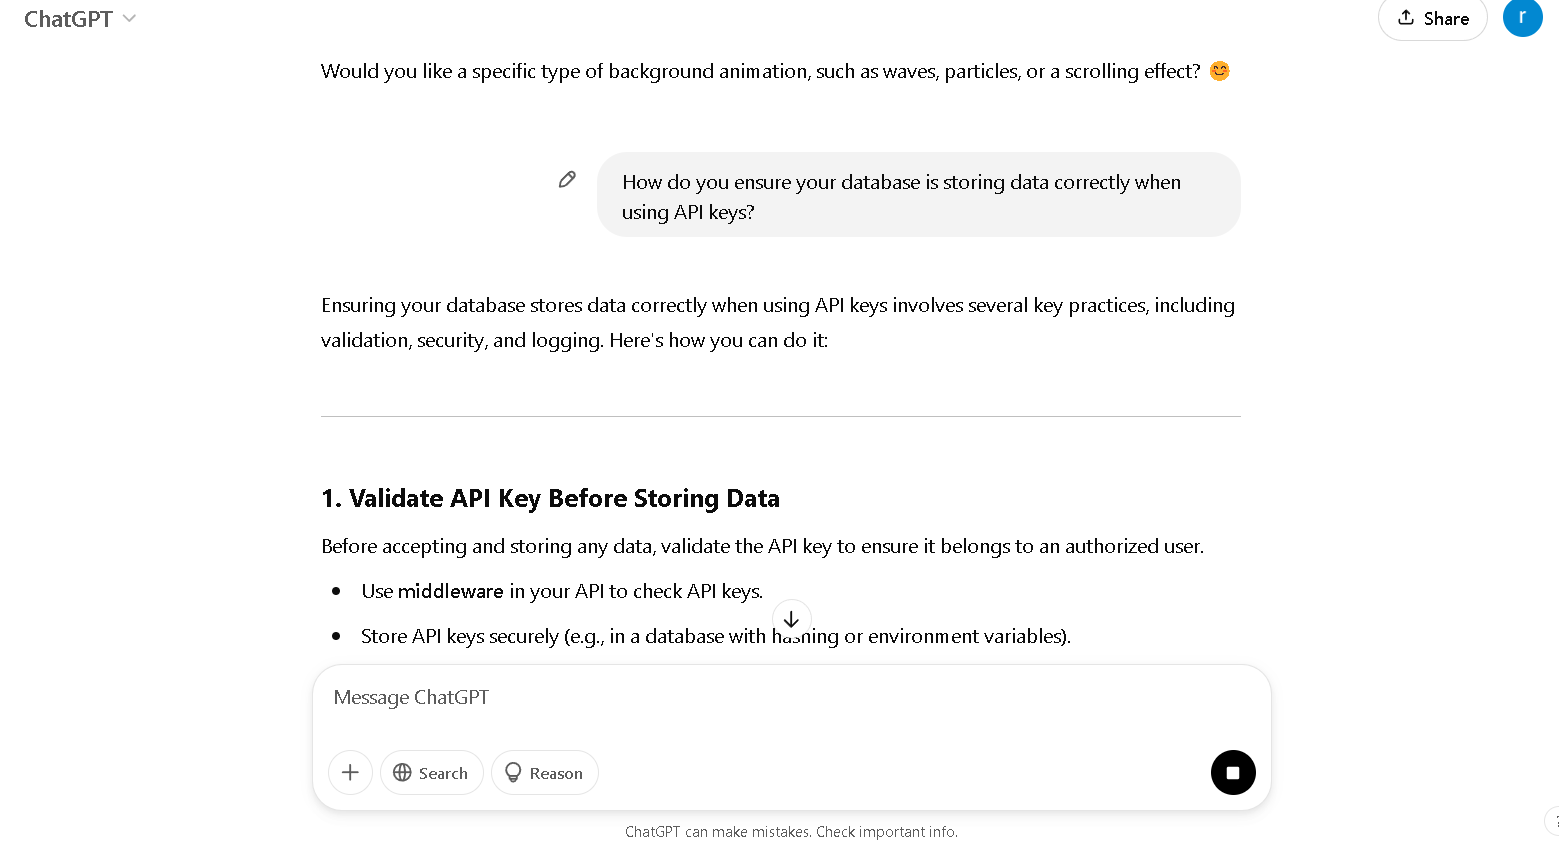 ChatGPT
Share
r
Would you like a specific type of background animation, such as waves, particles, or a scrolling effect? 😊
How do you ensure your database is storing data correctly when
using API keys?
Ensuring your database stores data correctly when using API keys involves several key practices, including
validation, security, and logging. Here's how you can do it:
1. Validate API Key Before Storing Data
Before accepting and storing any data, validate the API key to ensure it belongs to an authorized user.
• Use middleware in your API to check API keys.
• Store API keys securely (e.g., in a database with hashing or environment variables).
Message ChatGPT
Search
Reason
ChatGPT can make mistakes. Check important info.
?